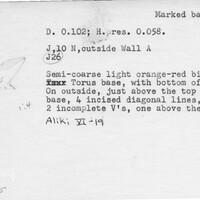 Marked ba
D. 0.102; H.pres. 0.058.
J,10 N,outside Wall A
J26
Semi-coarse light orange-red bi
Torus base, with bottom of
On outside, just above the top
base, 4 incised diagonal lines,
2 incomplete V's, one above the
Aliki VI-19